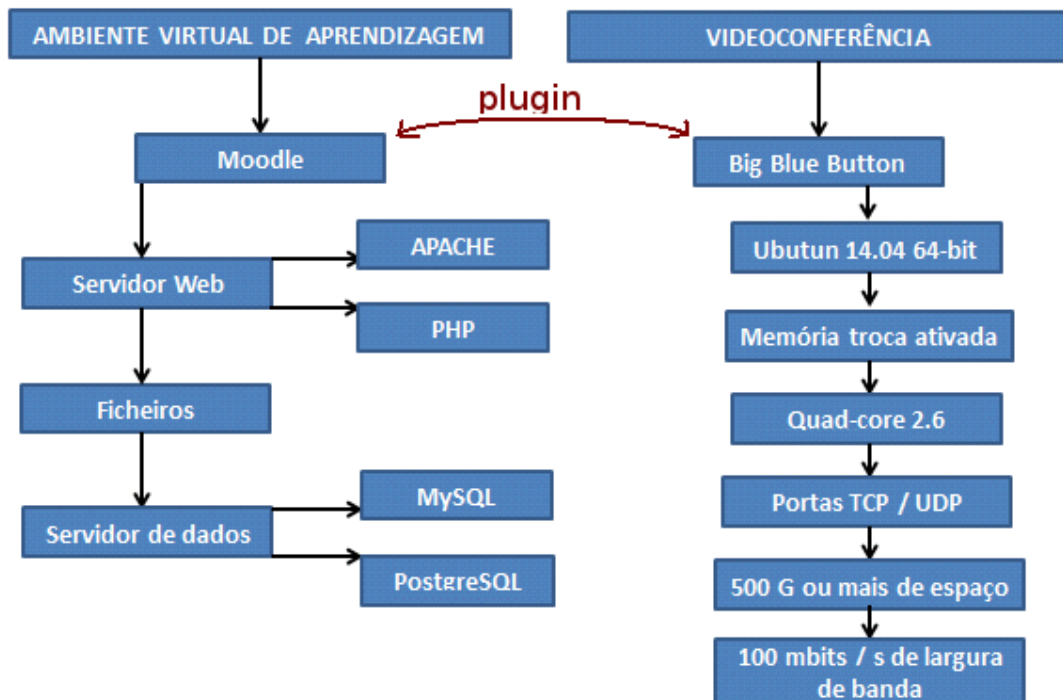 AMBIENTE VIRTUAL DE APRENDIZAGEM
VIDEOCONFERÊNCIA
plugin
Moodle
Big Blue Button
APACHE
Ubutun 14.04 64-bit
Servidor Web
PHP
Memória troca ativada
Ficheiros
Quad-core 2.6
MySQL
Portas TCP / UDP
Servidor de dados
PostgreSQL
500 G ou mais de espaço
100 mbits / s de largura
de banda